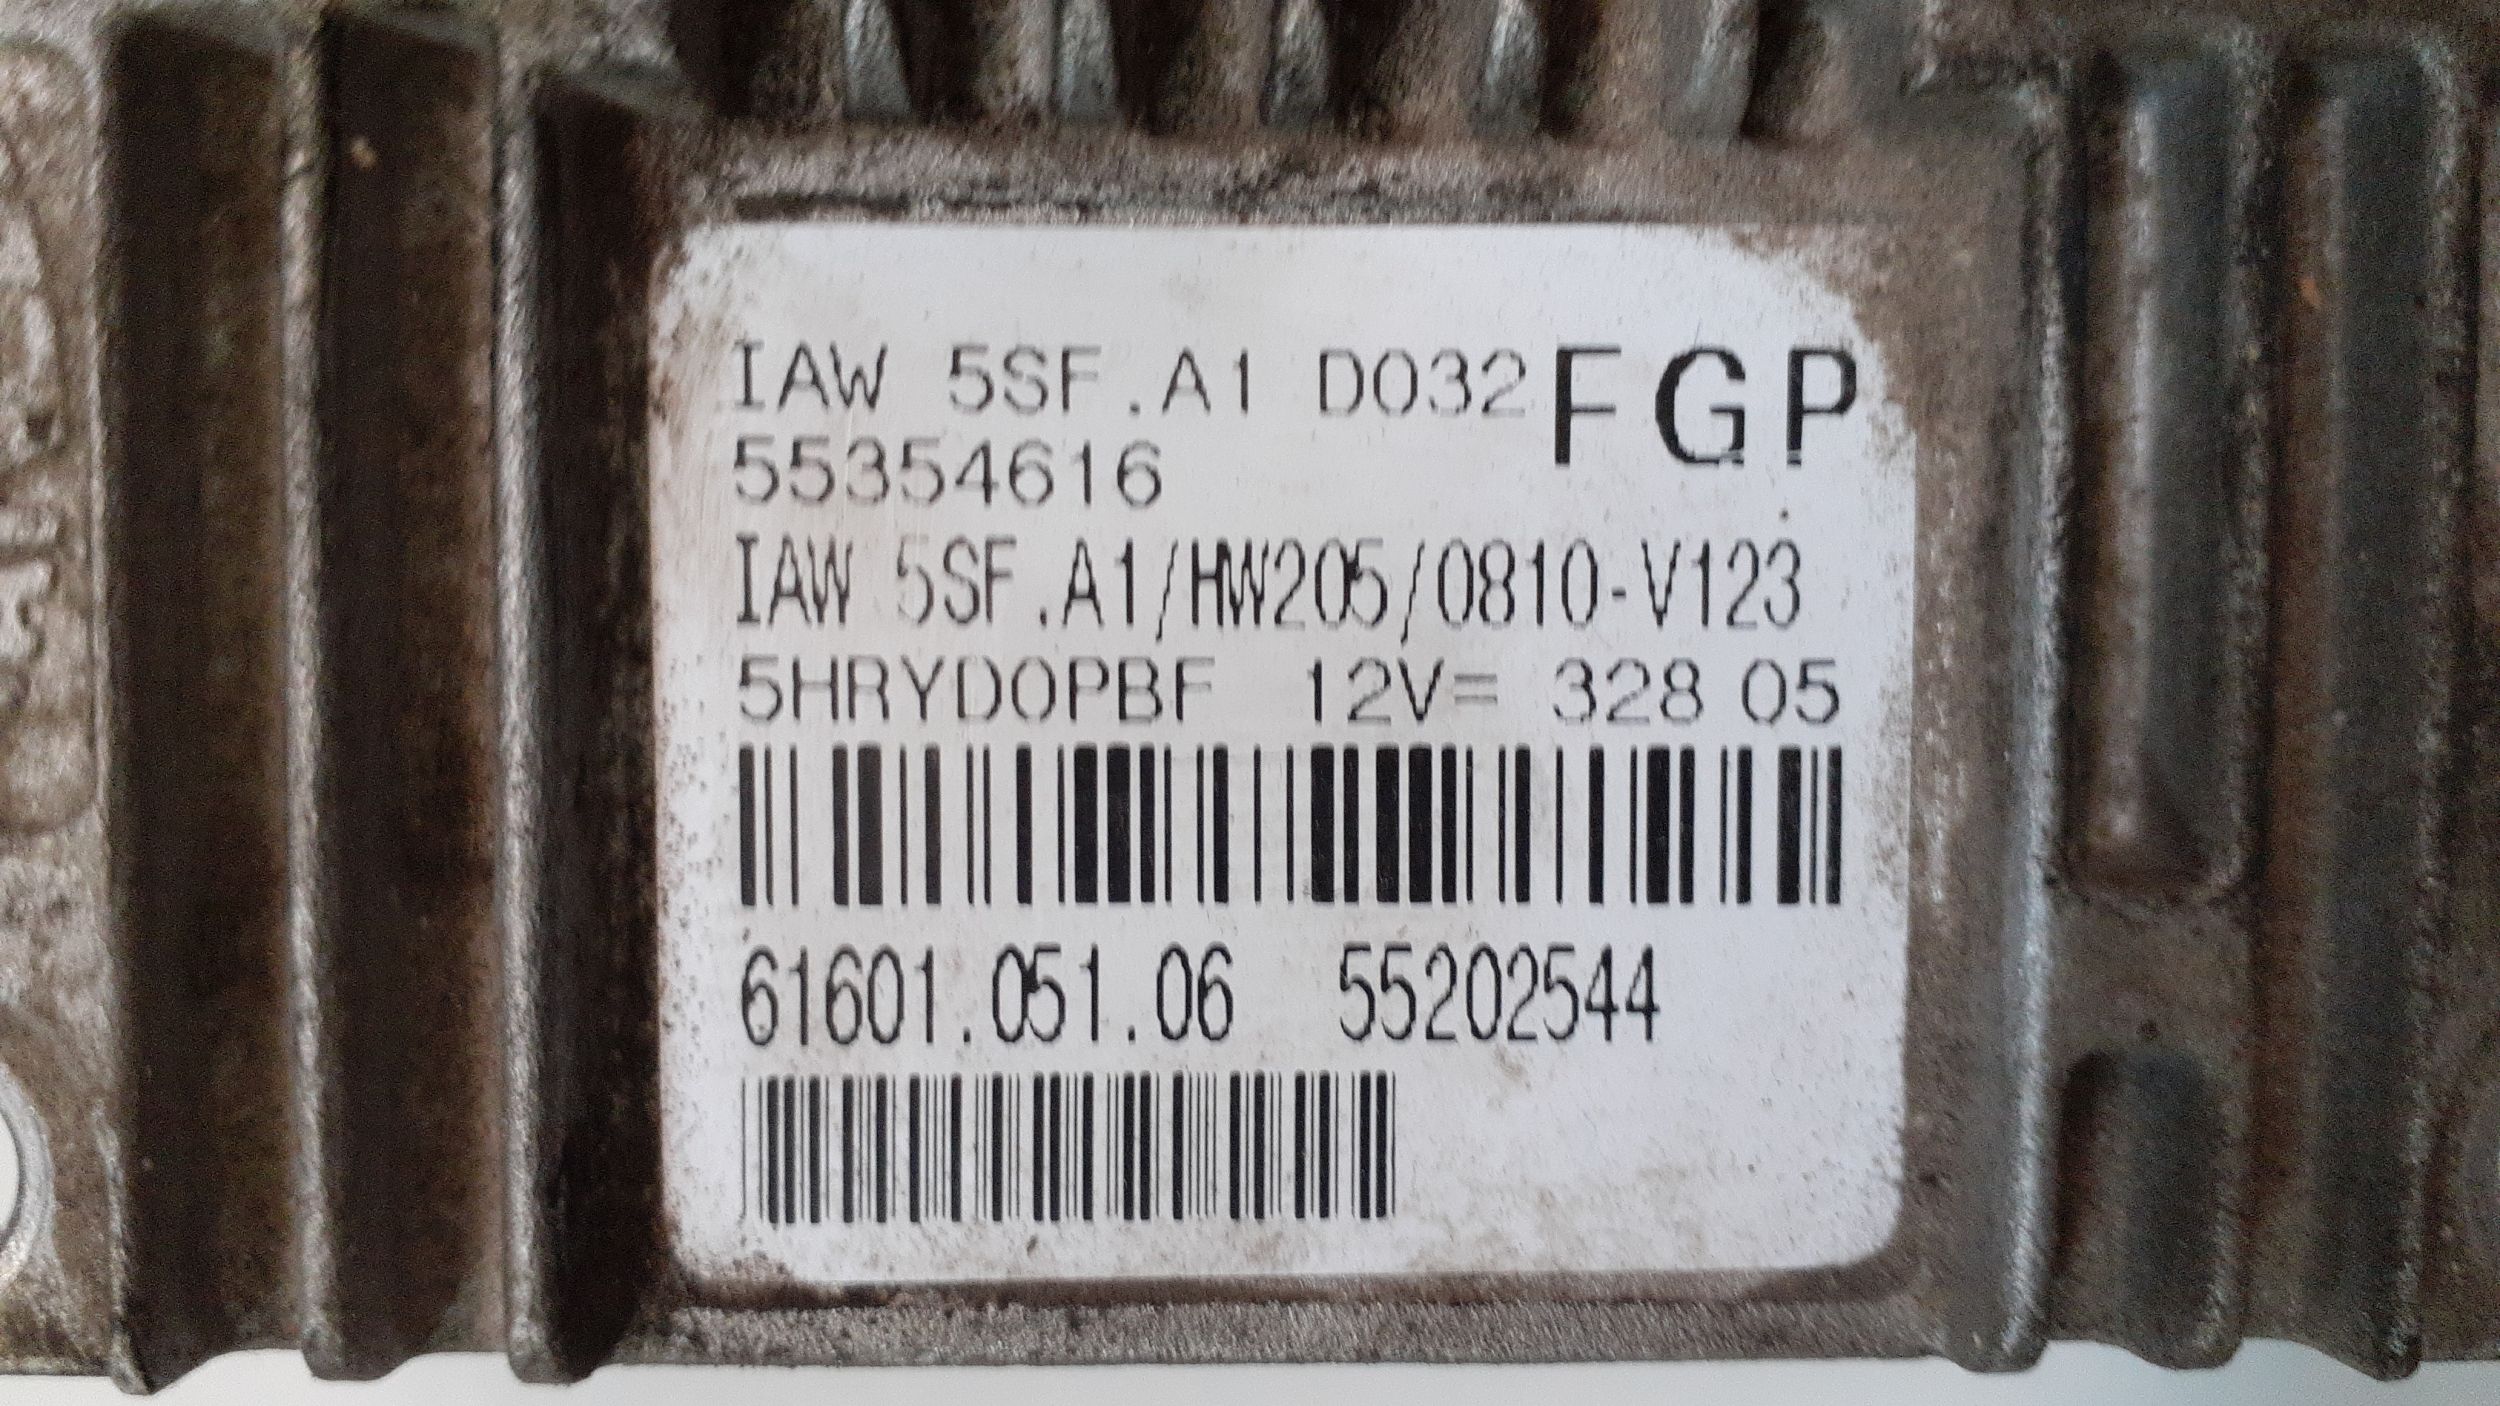 IAW 5SF.A1 D032 FGP
55354616
IAW 5SF.A1/HW205/0810-V123
5HRYD0PBF 12V= 328 05
61601.051.06 55202544